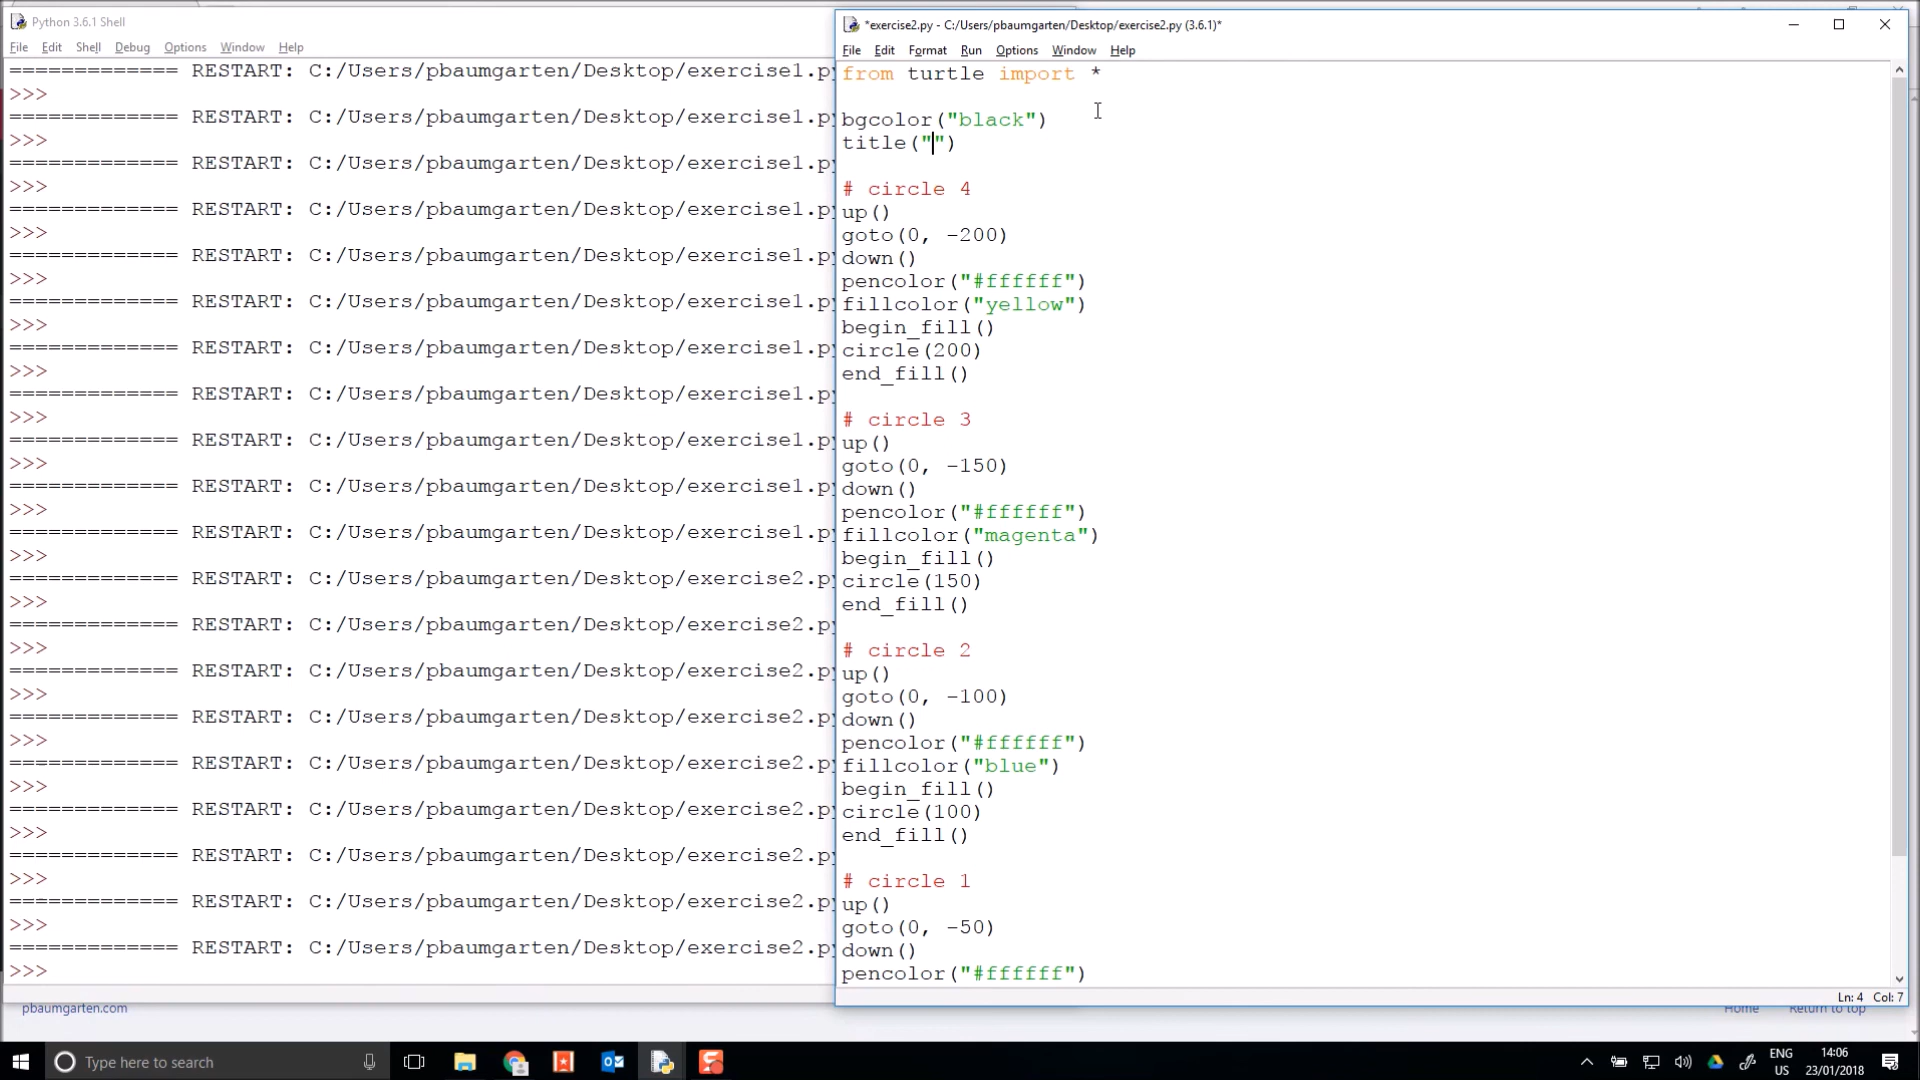 Python 3.6.1 Shell
File Edit Shell Debug Options Window Help
============= RESTART: C:/Users/pbaumgarten/Desktop/exercise1.py
>>>
============= RESTART: C:/Users/pbaumgarten/Desktop/exercise1.py
>>>
============= RESTART: C:/Users/pbaumgarten/Desktop/exercise1.py
>>>
============= RESTART: C:/Users/pbaumgarten/Desktop/exercise1.py
>>>
============= RESTART: C:/Users/pbaumgarten/Desktop/exercise1.py
>>>
============= RESTART: C:/Users/pbaumgarten/Desktop/exercise1.py
>>>
============= RESTART: C:/Users/pbaumgarten/Desktop/exercise1.py
>>>
============= RESTART: C:/Users/pbaumgarten/Desktop/exercise1.py
>>>
============= RESTART: C:/Users/pbaumgarten/Desktop/exercise1.py
>>>
============= RESTART: C:/Users/pbaumgarten/Desktop/exercise1.py
>>>
============= RESTART: C:/Users/pbaumgarten/Desktop/exercise1.py
>>>
============= RESTART: C:/Users/pbaumgarten/Desktop/exercise2.py
>>>
============= RESTART: C:/Users/pbaumgarten/Desktop/exercise2.py
>>>
============= RESTART: C:/Users/pbaumgarten/Desktop/exercise2.py
>>>
============= RESTART: C:/Users/pbaumgarten/Desktop/exercise2.py
>>>
============= RESTART: C:/Users/pbaumgarten/Desktop/exercise2.py
>>>
============= RESTART: C:/Users/pbaumgarten/Desktop/exercise2.py
>>>
============= RESTART: C:/Users/pbaumgarten/Desktop/exercise2.py
>>>
============= RESTART: C:/Users/pbaumgarten/Desktop/exercise2.py
>>>
============= RESTART: C:/Users/pbaumgarten/Desktop/exercise2.py
>>>
*exercise2.py - C:/Users/pbaumgarten/Desktop/exercise2.py (3.6.1)*
File Edit Format Run Options Window Help
from turtle import *
bgcolor("black")
title("")
# circle 4
up()
goto(0, -200)
down()
pencolor("#ffffff")
fillcolor("yellow")
begin_fill()
circle(200)
end_fill()
# circle 3
up()
goto(0, -150)
down()
pencolor("#ffffff")
fillcolor("magenta")
begin_fill()
circle(150)
end_fill()
# circle 2
up()
goto(0, -100)
down()
pencolor("#ffffff")
fillcolor("blue")
begin_fill()
circle(100)
end_fill()
# circle 1
up()
goto(0, -50)
down()
pencolor("#ffffff")
Ln: 4 Col: 7
pbaumgarten.com
Home Return to top
Type here to search
ENG
US
14:06
23/01/2018